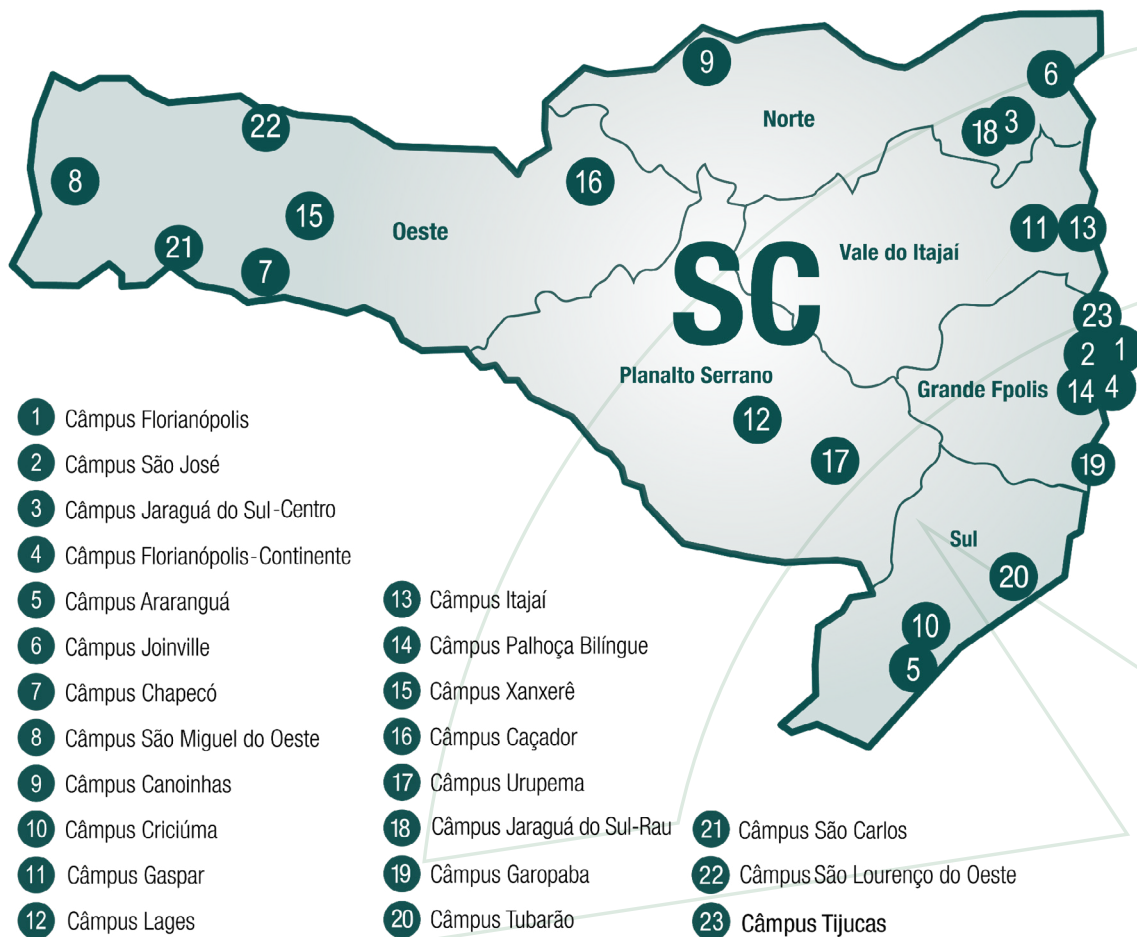 9
6
Norte
22
18
3
8
16
15
Oeste
11
13
21
Vale do Itajaí
7
SC
23
2
1
Planalto Serrano
Grande Fpolis
14
4
12
17
19
Sul
20
10
5
1 Câmpus Florianópolis
2 Câmpus São José
3 Câmpus Jaraguá do Sul-Centro
4 Câmpus Florianópolis-Continente
5 Câmpus Araranguá
6 Câmpus Joinville
7 Câmpus Chapecó
8 Câmpus São Miguel do Oeste
9 Câmpus Canoinhas
10 Câmpus Criciúma
11 Câmpus Gaspar
12 Câmpus Lages
13 Câmpus Itajaí
14 Câmpus Palhoça Bilíngue
15 Câmpus Xanxerê
16 Câmpus Caçador
17 Câmpus Urupema
18 Câmpus Jaraguá do Sul-Rau
19 Câmpus Garopaba
20 Câmpus Tubarão
21 Câmpus São Carlos
22 Câmpus São Lourenço do Oeste
23 Câmpus Tijucas